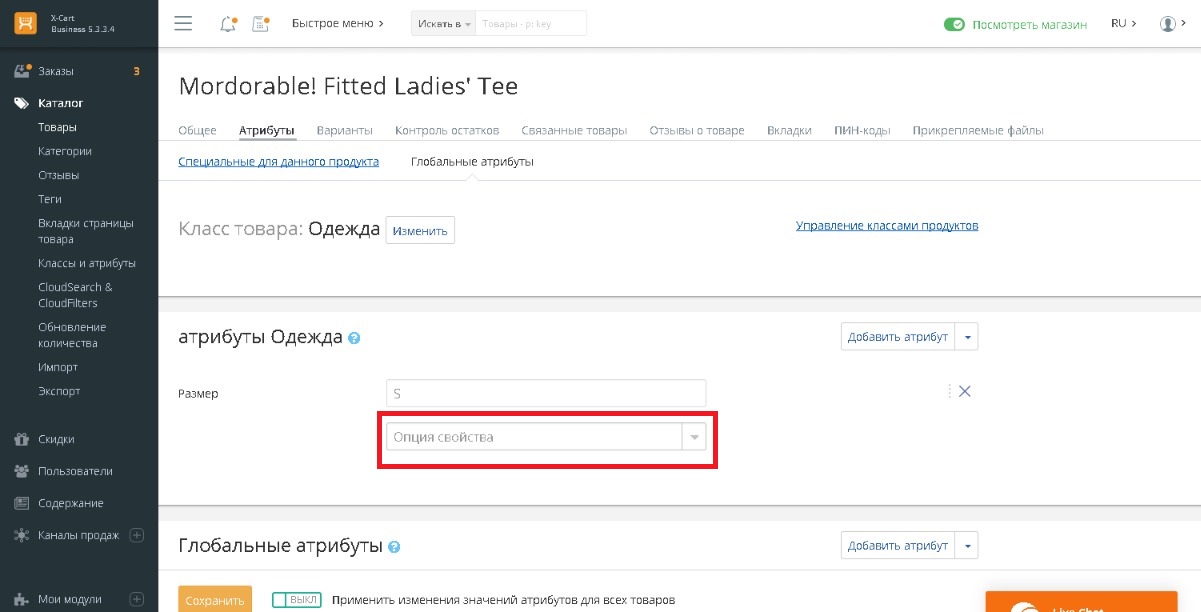 X-Cart
Business 5.3.3.4
Быстрое меню
Искать в
Товары - p: key
Посмотреть магазин
RU
Заказы
3
Каталог
Товары
Категории
Отзывы
Теги
Вкладки страницы
товара
Классы и атрибуты
CloudSearch &
CloudFilters
Обновление
количества
Импорт
Экспорт
Скидки
Пользователи
Содержание
Каналы продаж
Мои модули
Mordorable! Fitted Ladies' Tee
Общее Атрибуты Варианты Контроль остатков Связанные товары Отзывы о товаре Вкладки ПИН-коды Прикрепляемые файлы
Специальные для данного продукта Глобальные атрибуты
Класс товара: Одежда Изменить Управление классами продуктов
атрибуты Одежда ? Добавить атрибут
Размер S
Опция свойства
Глобальные атрибуты ? Добавить атрибут
Сохранить ВЫКЛ Применить изменения значений атрибутов для всех товаров
Live Chat